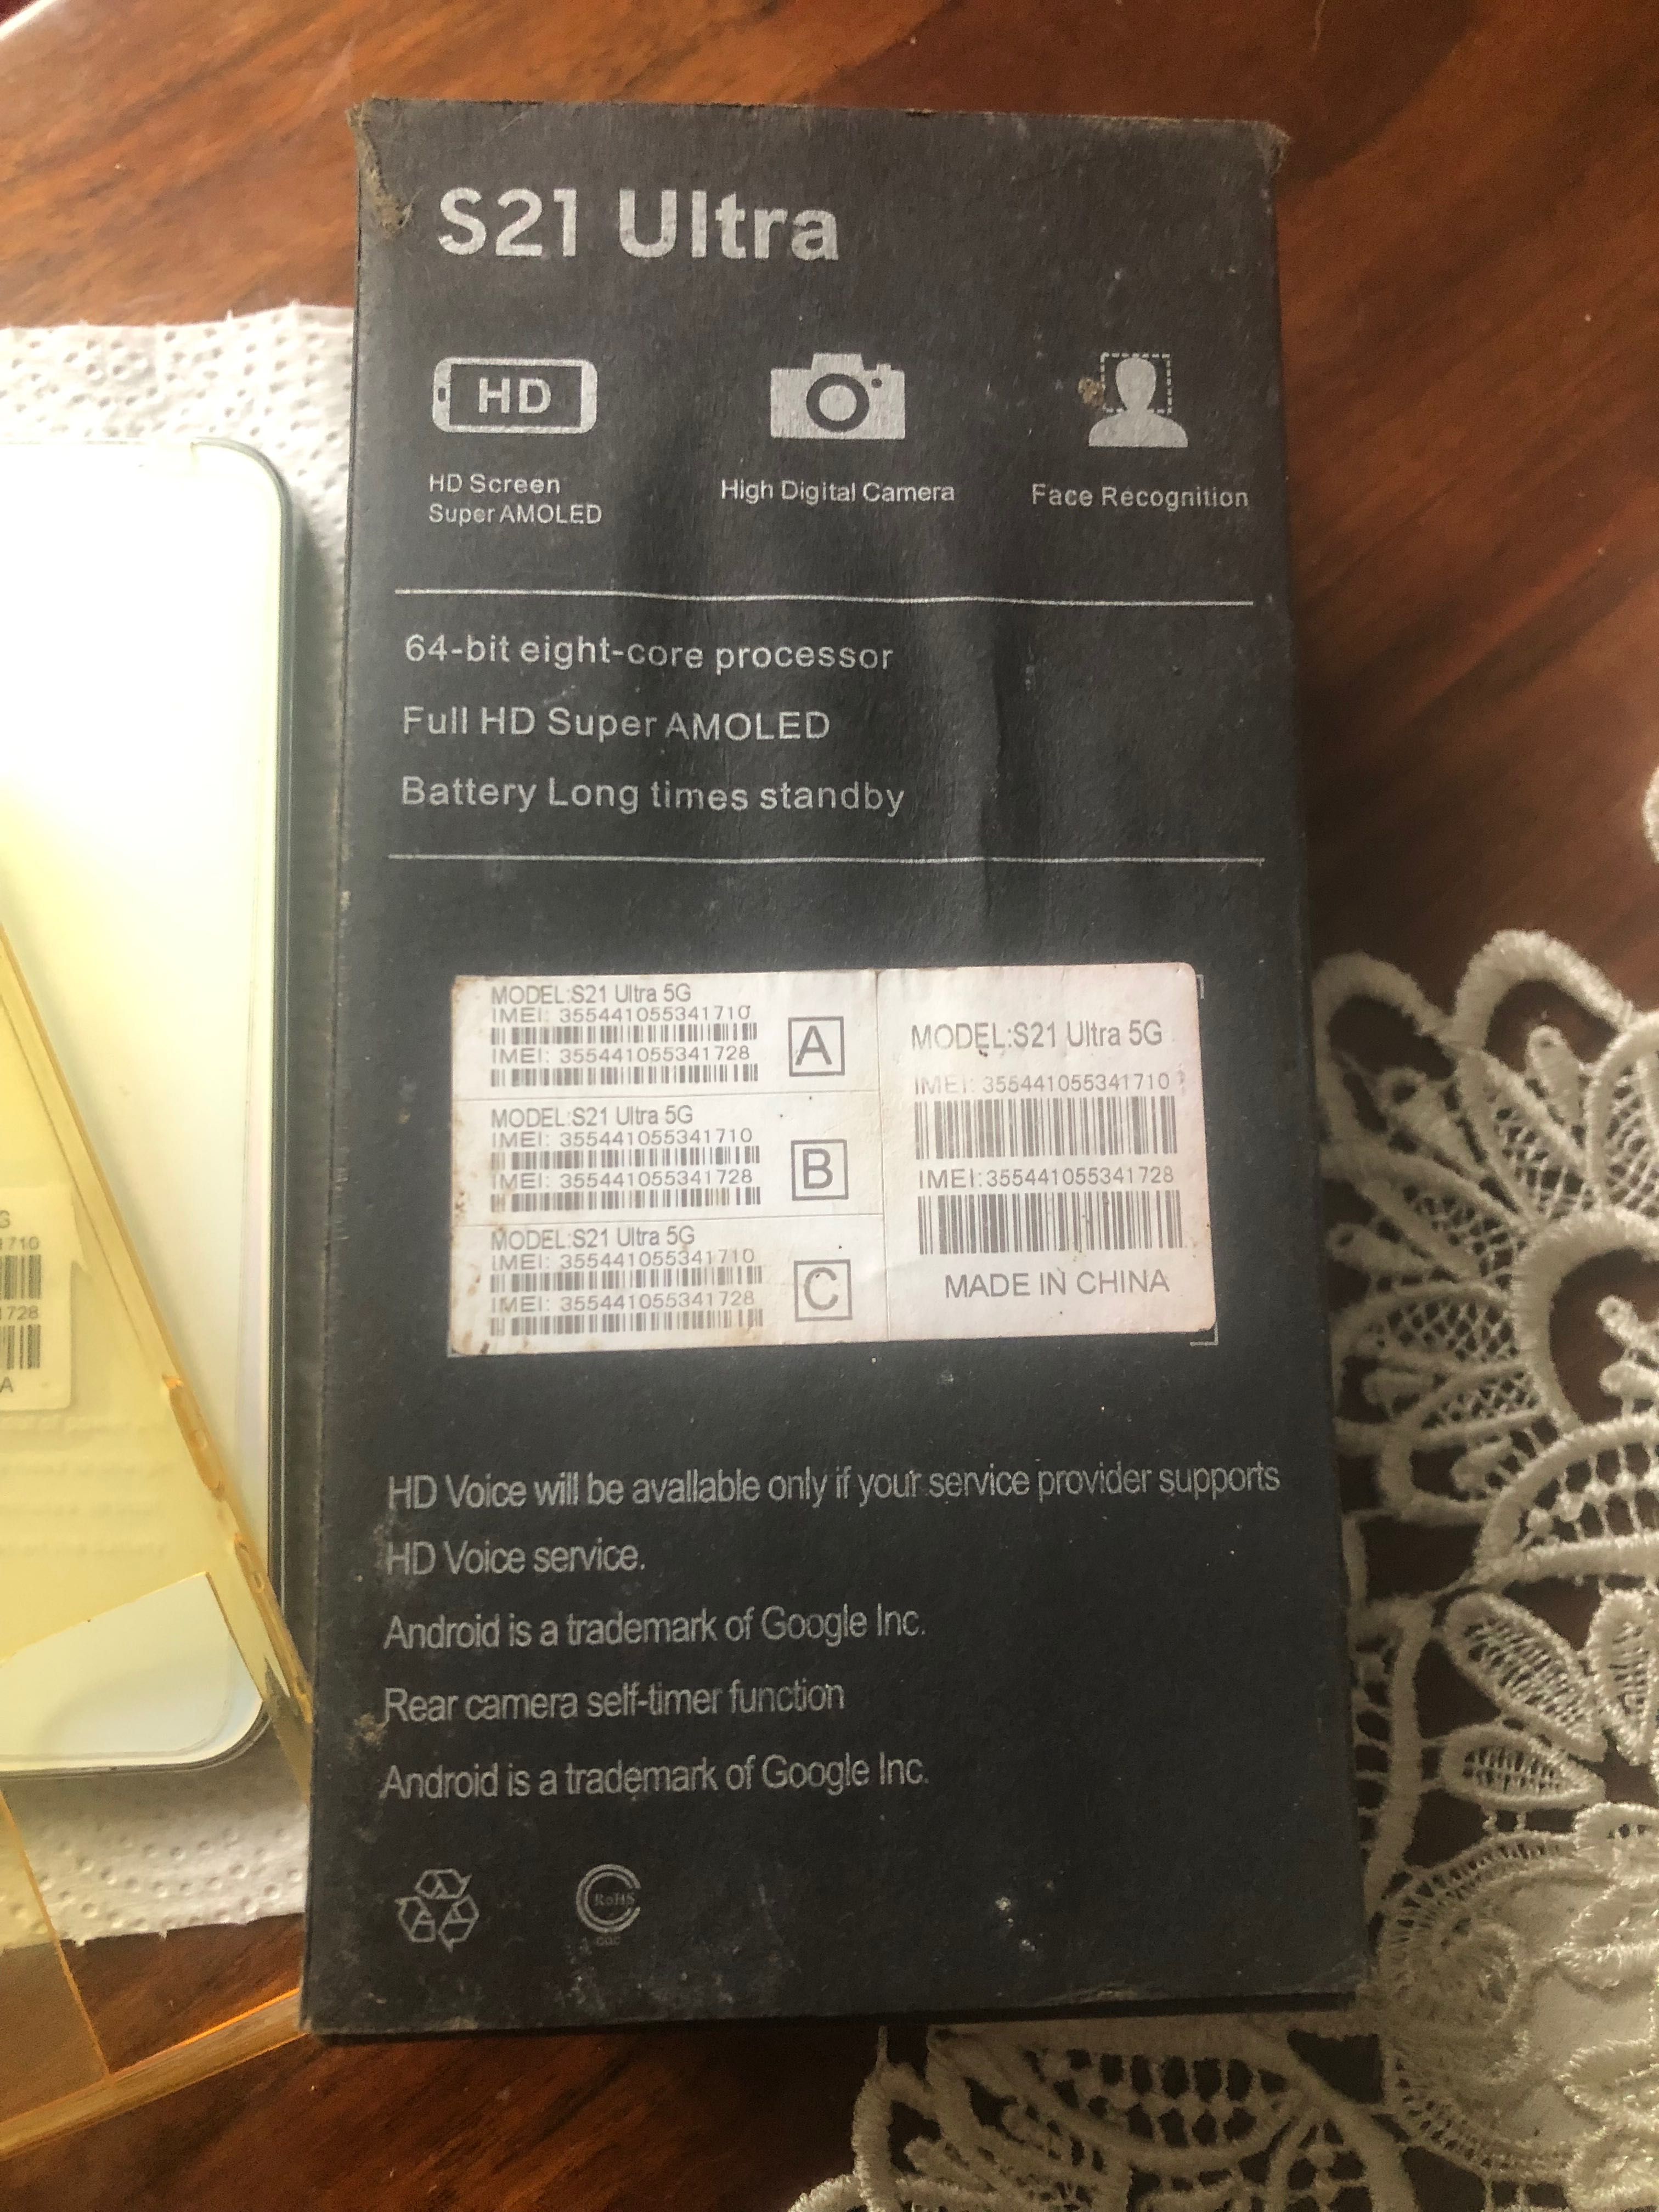 S21 Ultra
HD
HD Screen
Super AMOLED
High Digital Camera
Face Recognition
64-bit eight-core processor
Full HD Super AMOLED
Battery Long times standby
MODEL:S21 Ultra 5G
IMEI: 355441055341710
IMEI: 355441055341728
A
MODEL:S21 Ultra 5G
IMEI: 355441055341710
IMEI: 355441055341728
B
MODEL:S21 Ultra 5G
IMEI: 355441055341710
IMEI: 355441055341728
C
MODEL:S21 Ultra 5G
IMEI: 355441055341710
IMEI:355441055341728
MADE IN CHINA
HD Voice will be avallable only if your service provider supports
HD Voice service.
Android is a trademark of Google Inc.
Rear camera self-timer function
Android is a trademark of Google Inc.
RoHS
CQC
G
1710
1728
A